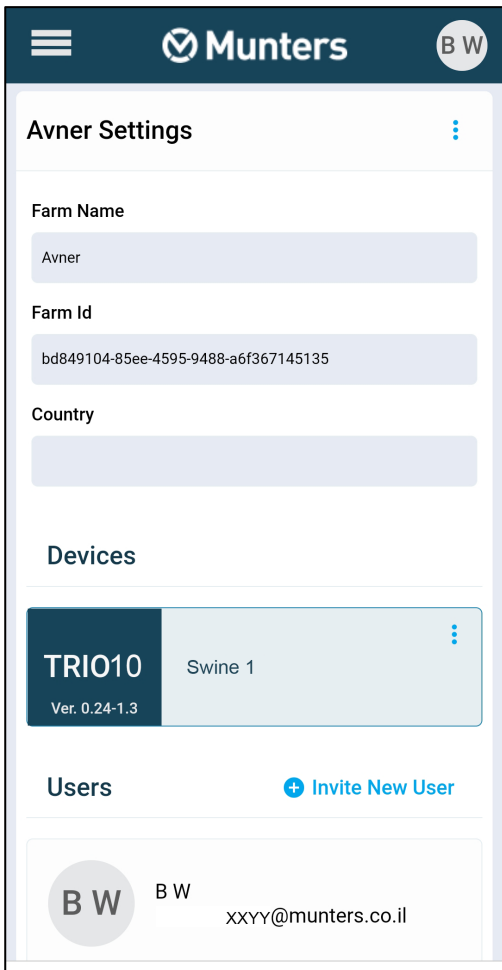 Munters
B W
Avner Settings
Farm Name
Avner
Farm Id
bd849104-85ee-4595-9488-a6f367145135
Country
Devices
TRIO10
Swine 1
Ver. 0.24-1.3
Users
Invite New User
B W
B W
XXYY@munters.co.il